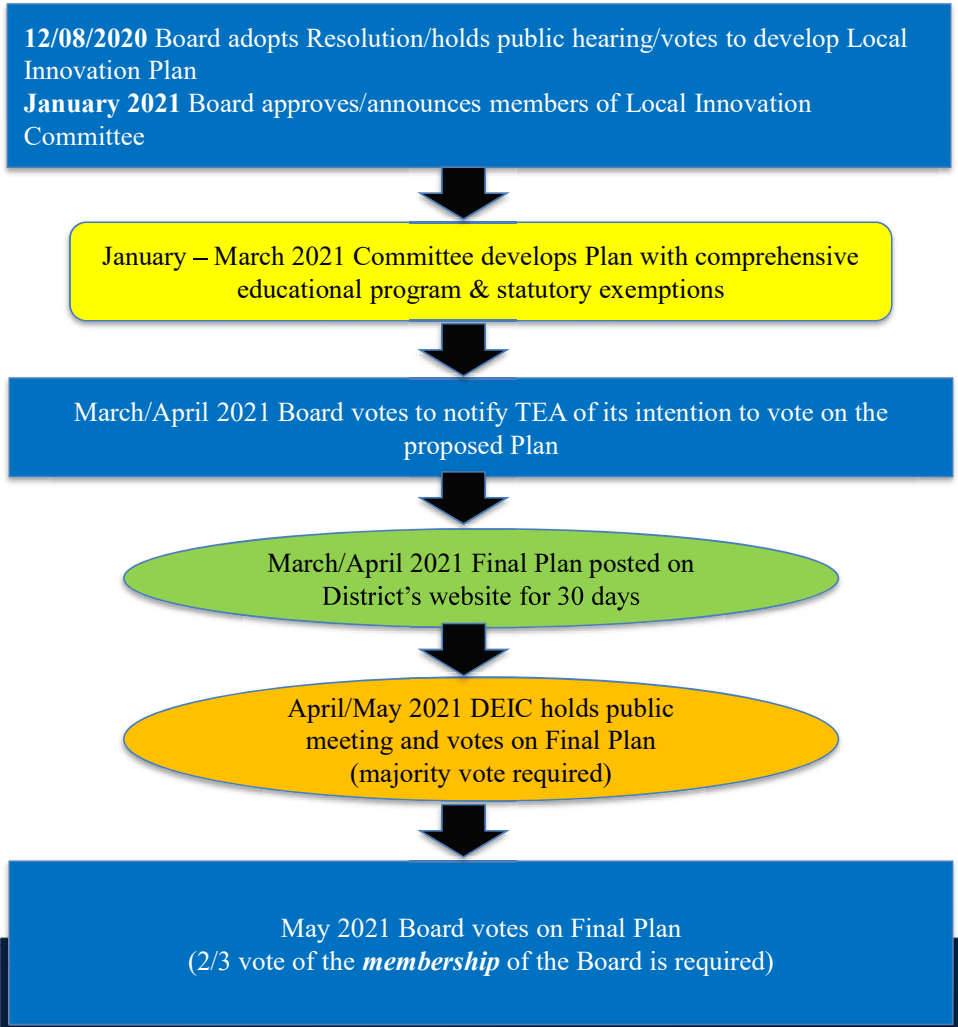 12/08/2020 Board adopts Resolution/holds public hearing/votes to develop Local
Innovation Plan
January 2021 Board approves/announces members of Local Innovation
Committee
January – March 2021 Committee develops Plan with comprehensive
educational program & statutory exemptions
March/April 2021 Board votes to notify TEA of its intention to vote on the
proposed Plan
March/April 2021 Final Plan posted on
District’s website for 30 days
April/May 2021 DEIC holds public
meeting and votes on Final Plan
(majority vote required)
May 2021 Board votes on Final Plan
(2/3 vote of the membership of the Board is required)